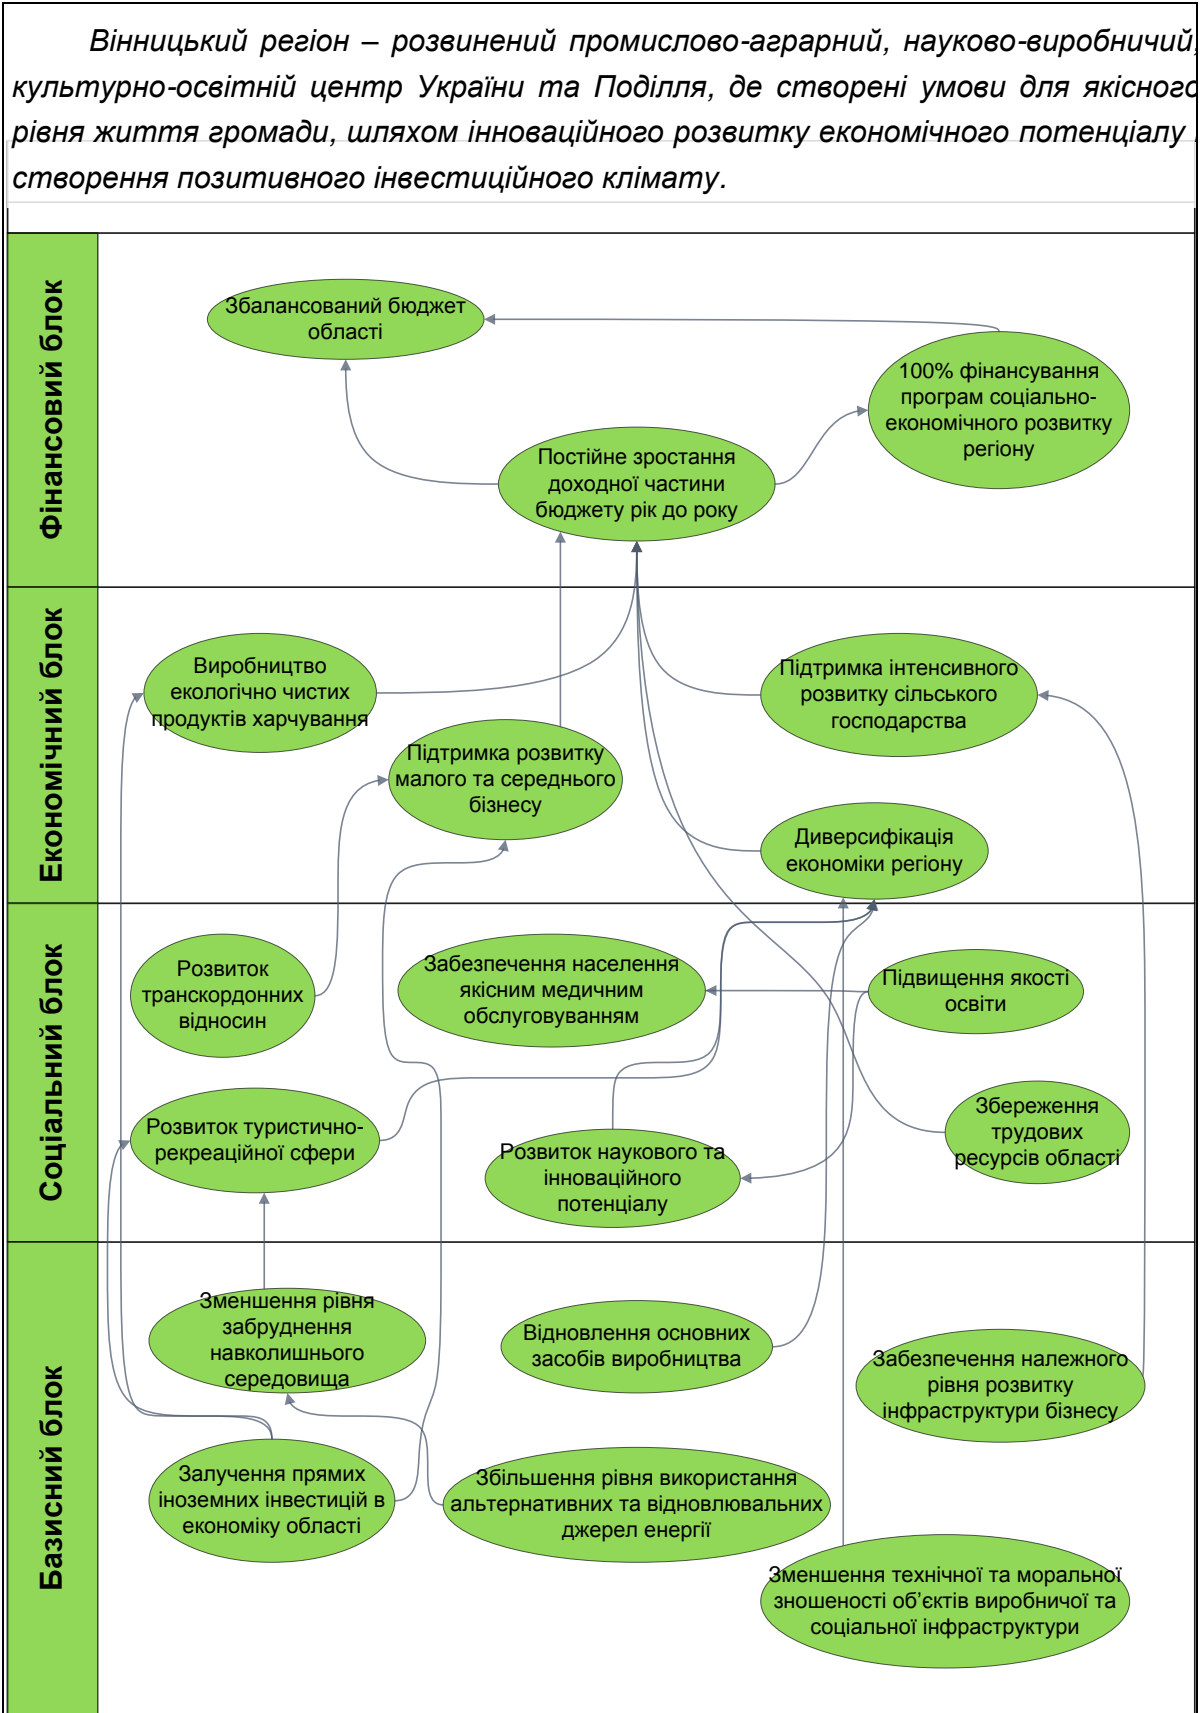 Вінницький регіон – розвинений промислово-аграрний, науково-виробничий,
культурно-освітній центр України та Поділля, де створені умови для якісного
рівня життя громади, шляхом інноваційного розвитку економічного потенціалу
створення позитивного інвестиційного клімату.
Фінансовий блок
Збалансований бюджет
області
100% фінансування
програм соціально-
економічного розвитку
регіону
Постійне зростання
доходної частини
бюджету рік до року
Економічний блок
Виробництво
екологічно чистих
продуктів харчування
Підтримка інтенсивного
розвитку сільського
господарства
Підтримка розвитку
малого та середнього
бізнесу
Диверсифікація
економіки регіону
Соціальний блок
Розвиток
транскордонних
відносин
Забезпечення населення
якісним медичним
обслуговуванням
Підвищення якості
освіти
Розвиток туристично-
рекреаційної сфери
Розвиток наукового та
інноваційного
потенціалу
Збереження
трудових
ресурсів області
Базисний блок
Зменшення рівня
забруднення
навколишнього
середовища
Відновлення основних
засобів виробництва
Забезпечення належного
рівня розвитку
інфраструктури бізнесу
Залучення прямих
іноземних інвестицій в
економіку області
Збільшення рівня використання
альтернативних та відновлювальних
джерел енергії
Зменшення технічної та моральної
зношеності об’єктів виробничої та
соціальної інфраструктури